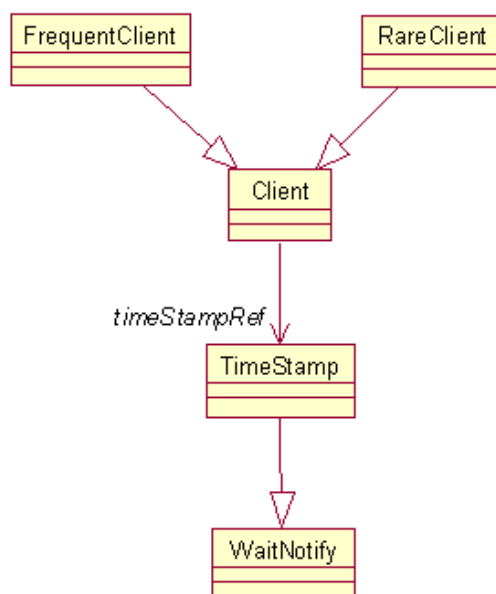 FrequentClient
RareClient
Client
timeStampRef
TimeStamp
WaitNotify